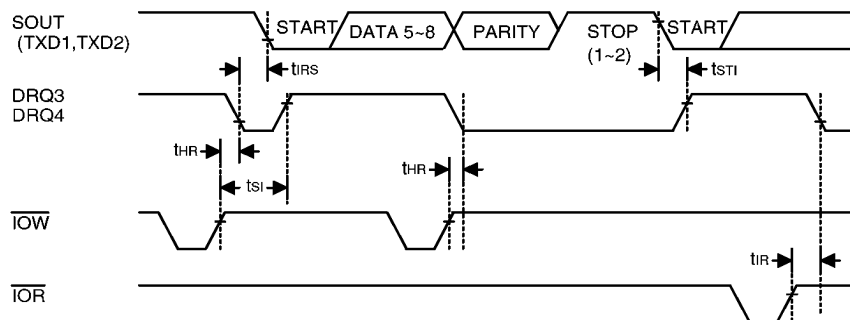 SOUT
(TXD1,TXD2)
START
DATA 5~8
PARITY
STOP
(1~2)
START
tIRS
tSTI
DRQ3
DRQ4
tHR
tHR
tSI
IOW
tIR
IOR